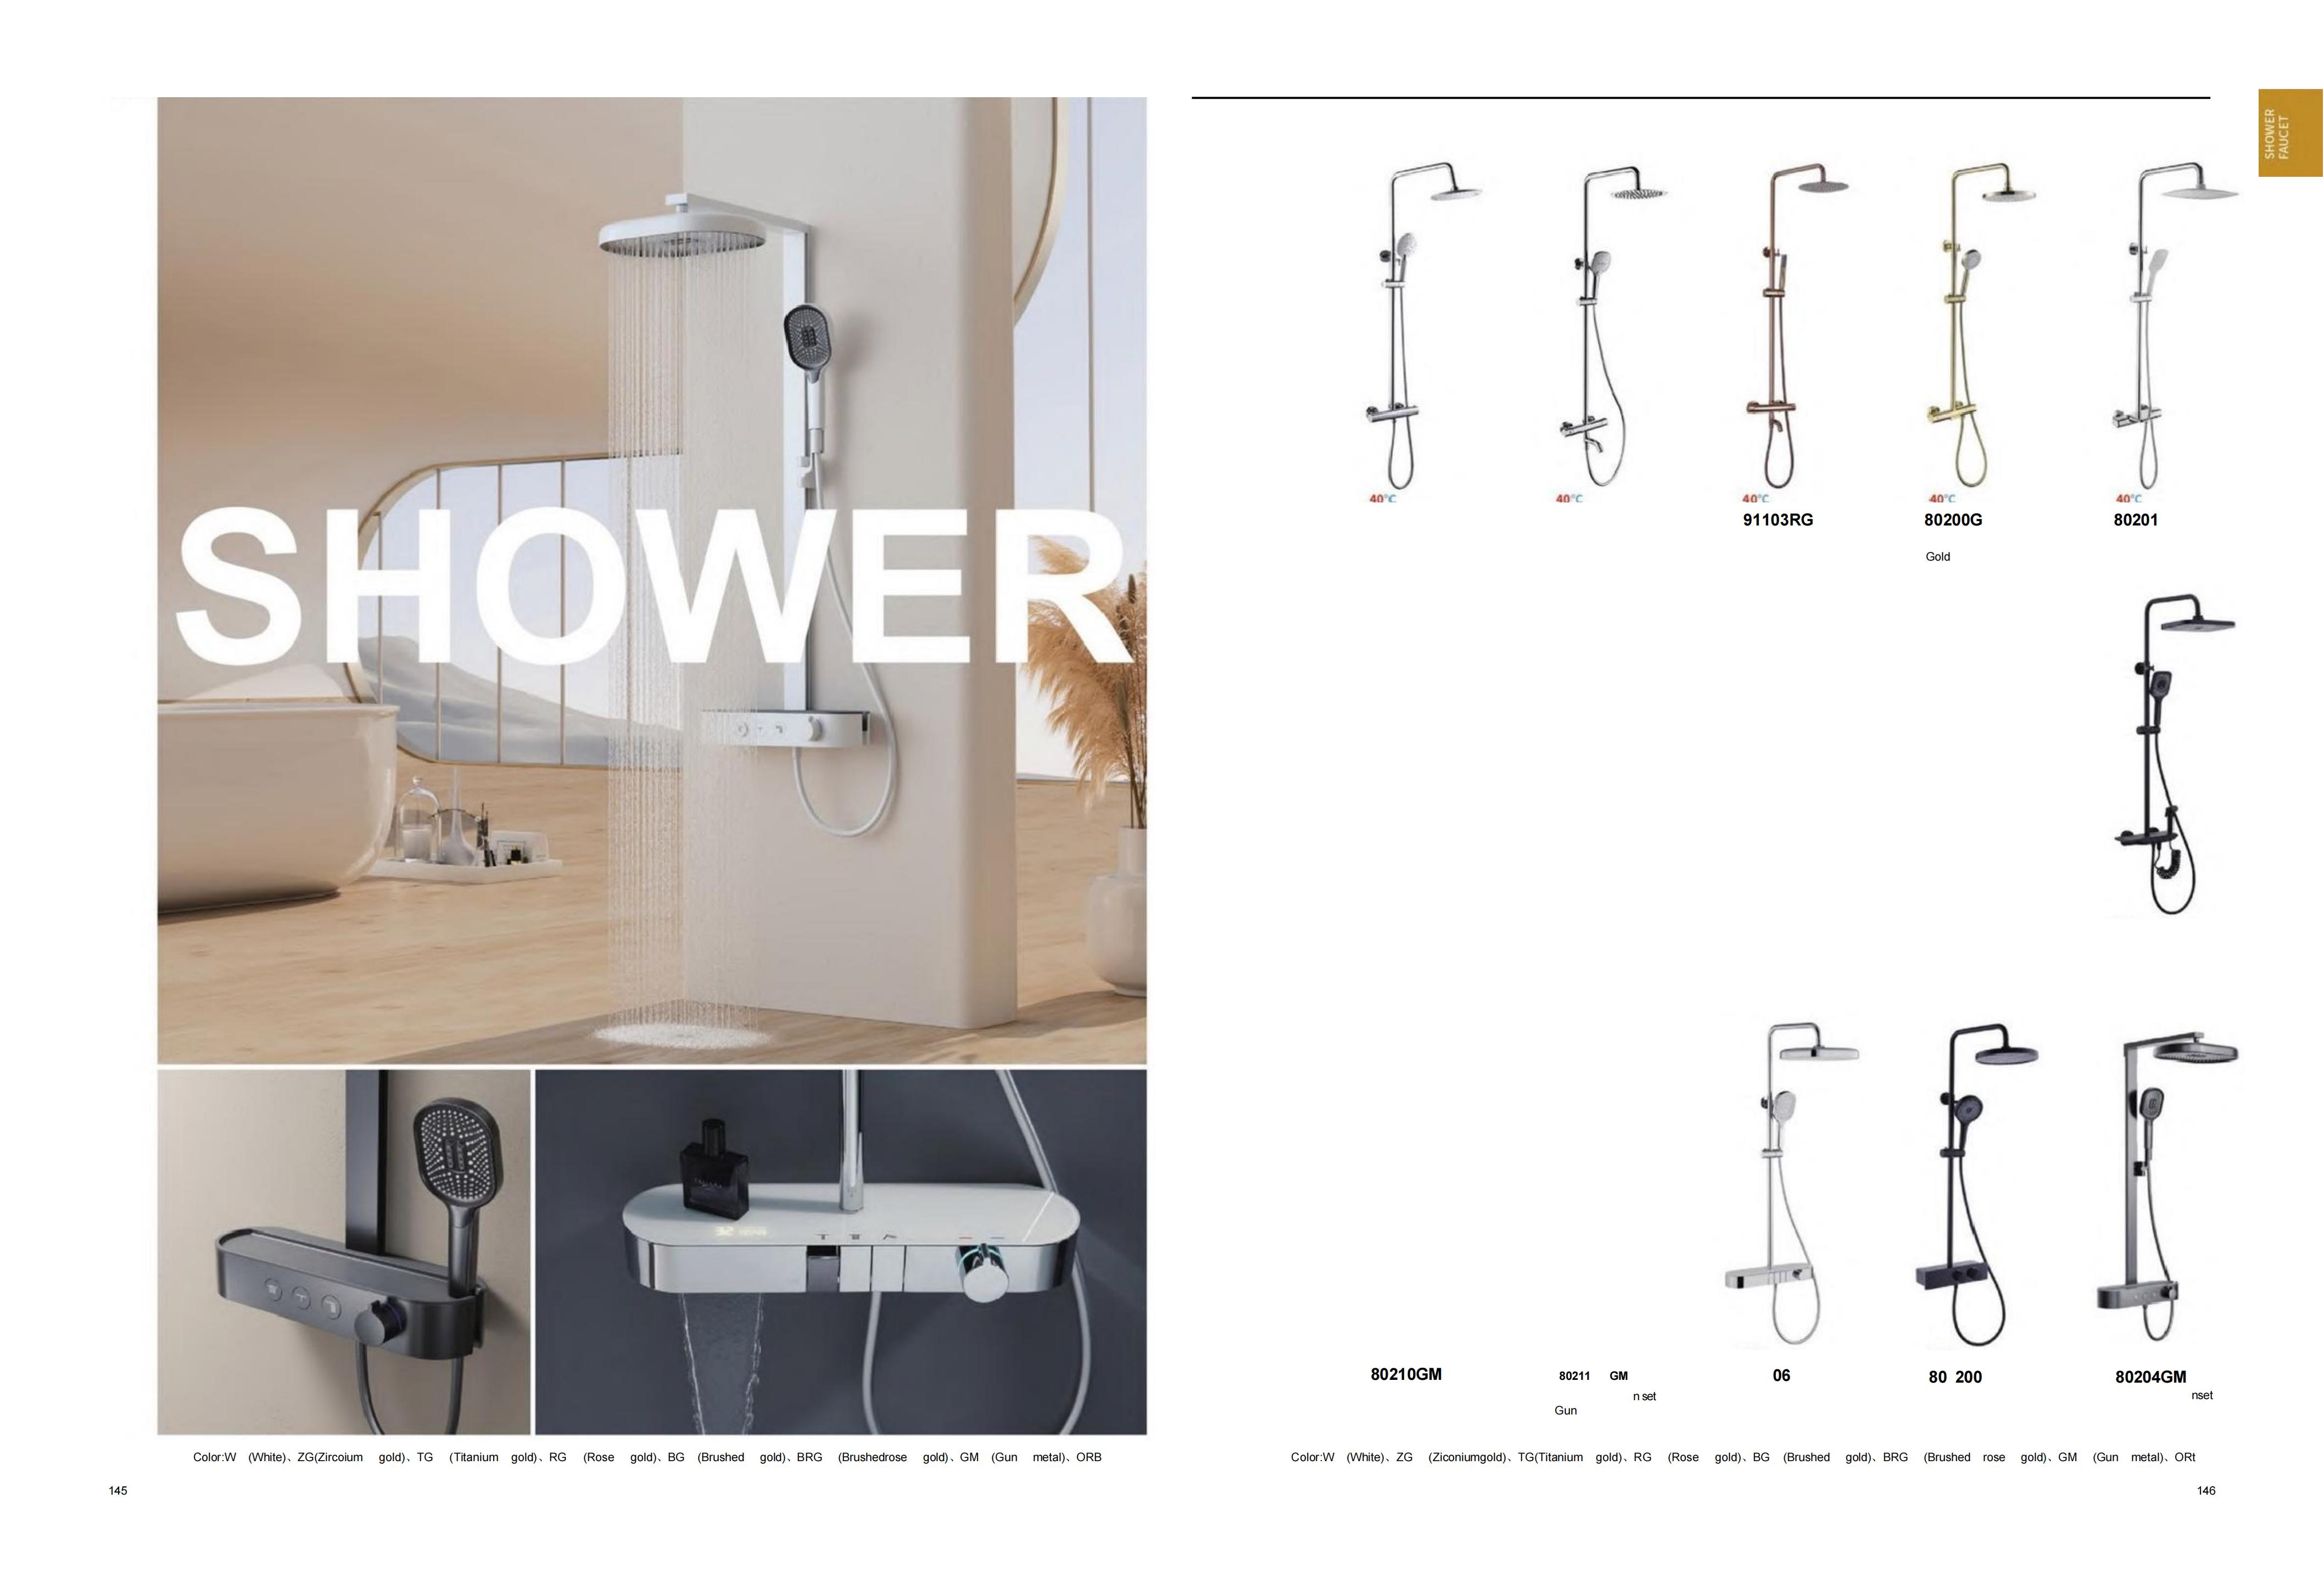 SHOWER
Color:W (White)、ZG(Zircoium gold)、TG (Titanium gold)、RG (Rose gold)、BG (Brushed gold)、BRG (Brushedrose gold)、GM (Gun metal)、ORB
145
SHOWER
FAUCET
40°C 40°C 40°C 40°C 40°C
91103RG 80200G 80201
Gold
80210GM 80211 GM 06 80 200 80204GM
n set nset
Gun
Color:W (White)、ZG (Ziconiumgold)、TG(Titanium gold)、RG (Rose gold)、BG (Brushed gold)、BRG (Brushed rose gold)、GM (Gun metal)、ORt
146